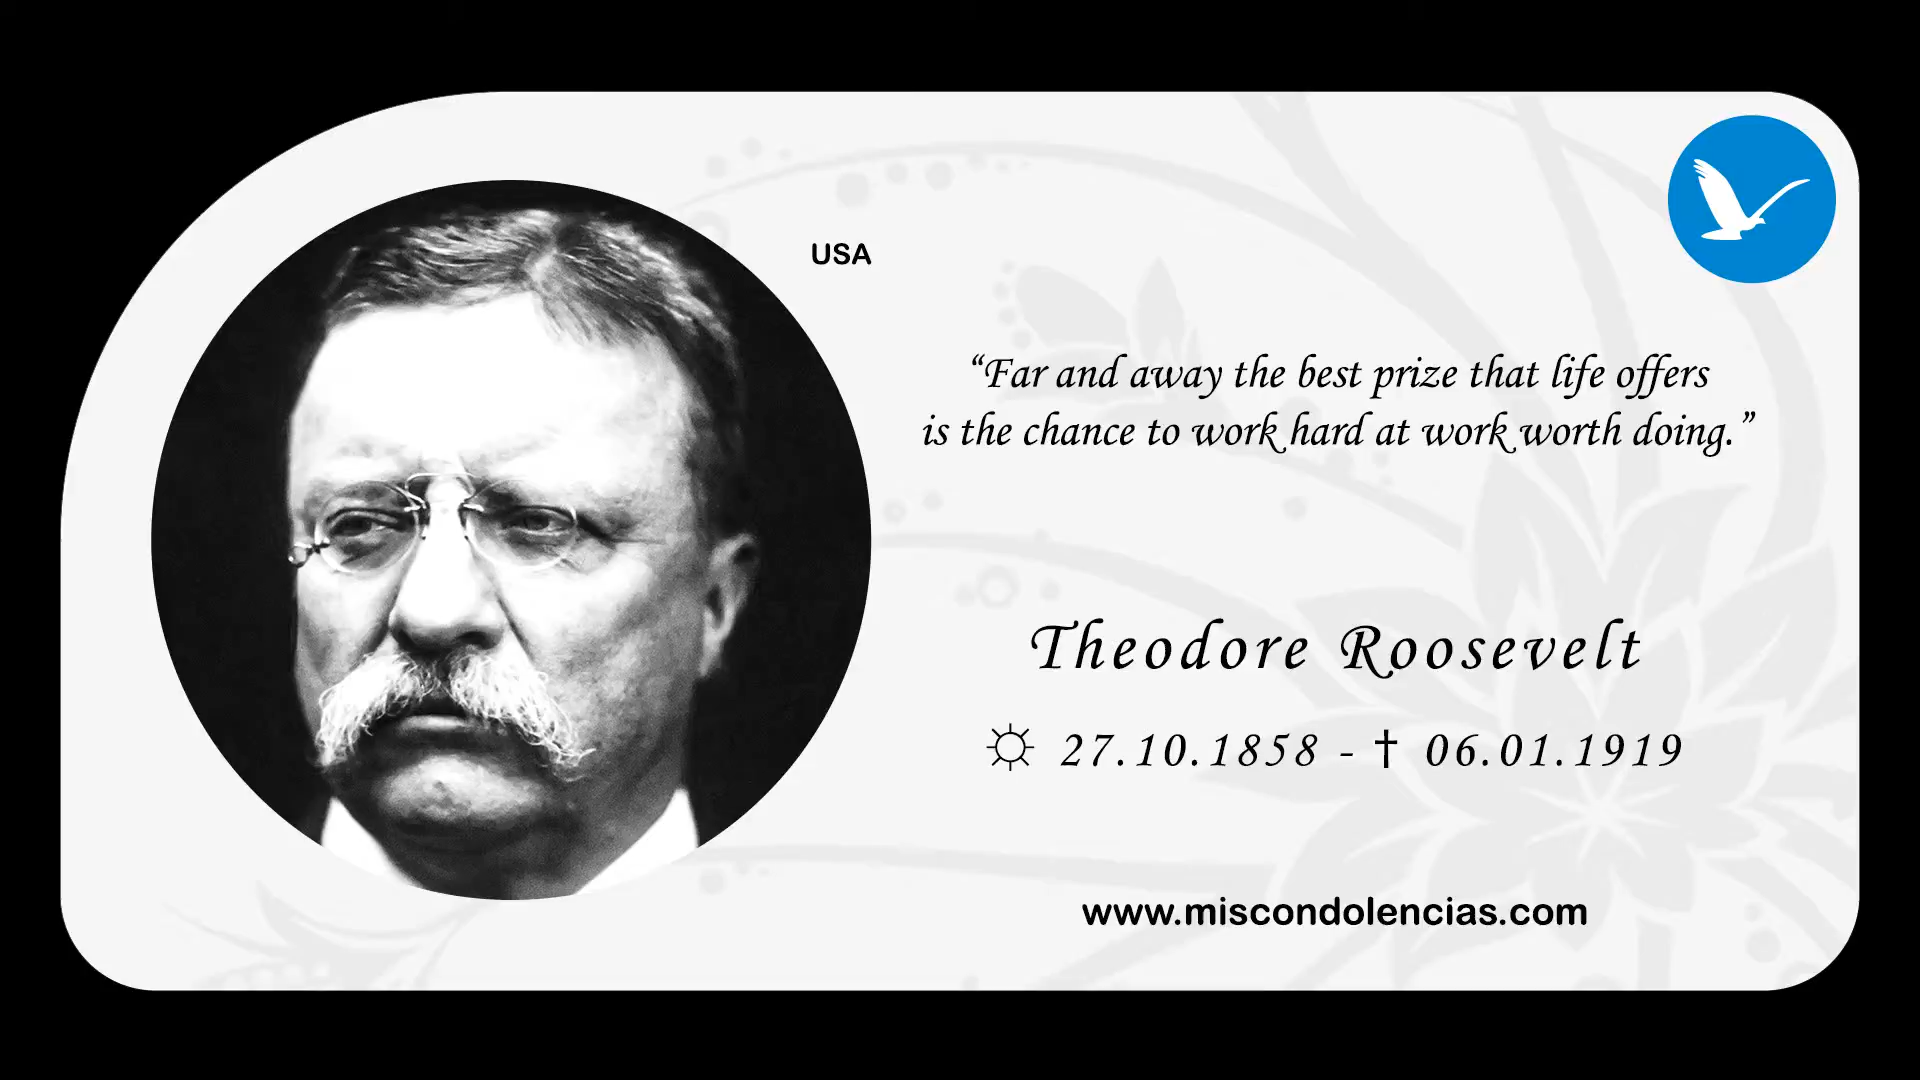 USA
“Far and away the best prize that life offers
is the chance to work hard at work worth doing.”
Theodore Roosevelt
☼ 27.10.1858 - † 06.01.1919
www.miscondolencias.com